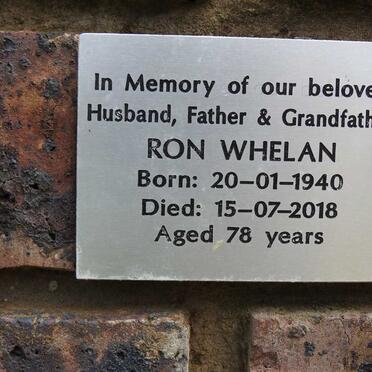 In Memory of our belove
Husband, Father & Grandfath
RON WHELAN
Born: 20–01–1940
Died: 15–07–2018
Aged 78 years